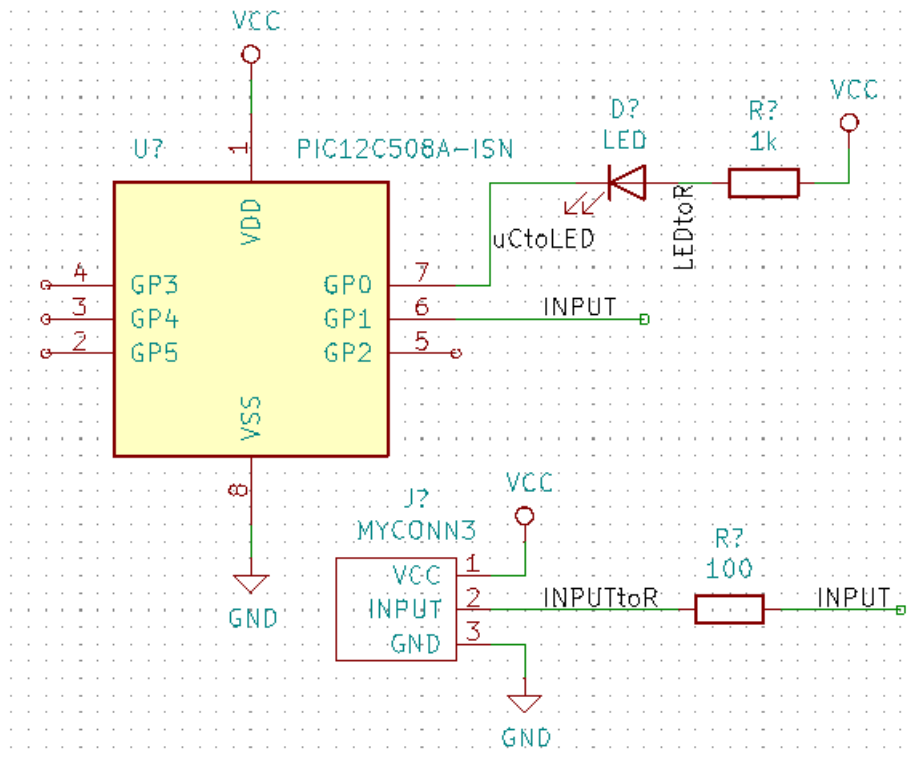 VCC
U?
1
PIC12C508A-ISN
D?
LED
R?
1k
VCC
VDD
uCtoLED
LEDtoR
4 GP3
GP0 7
3 GP4
GP1 6
INPUT
2 GP5
GP2 5
VSS
8
GND
J?
MYCONN3
VCC
VCC 1
INPUT 2
GND 3
INPUTtoR
R?
100
INPUT
GND